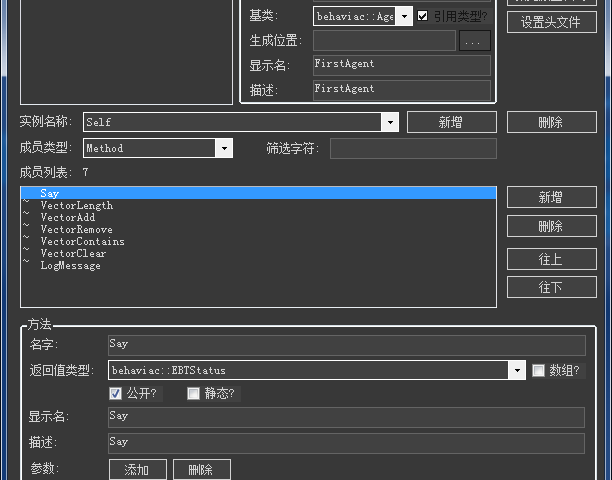 基类: behaviac::Age 引用类型?
设置头文件
生成位置: ...
显示名: FirstAgent
描述: FirstAgent
实例名称: Self 新增 删除
成员类型: Method 筛选字符:
成员列表: 7
Say
~ VectorLength
~ VectorAdd
~ VectorRemove
~ VectorContains
~ VectorClear
~ LogMessage
新增
删除
往上
往下
方法
名字: Say
返回值类型: behaviac::EBTStatus 数组?
公开? 静态?
显示名: Say
描述: Say
参数: 添加 删除